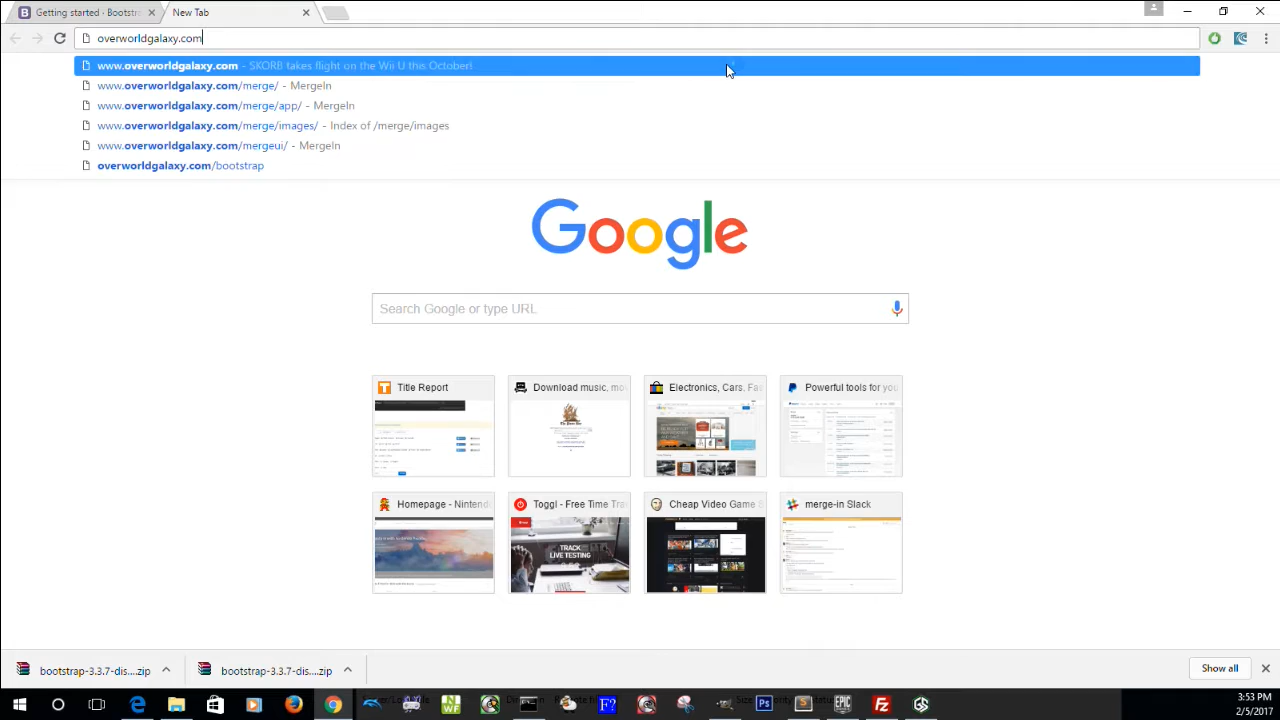 Getting started · Bootstr
New Tab
overworldgalaxy.com
www.overworldgalaxy.com - SKORB takes flight on the Wii U this October!
www.overworldgalaxy.com/merge/ - MergeIn
www.overworldgalaxy.com/merge/app/ - MergeIn
www.overworldgalaxy.com/merge/images/ - Index of /merge/images
www.overworldgalaxy.com/mergeui/ - MergeIn
overworldgalaxy.com/bootstrap
Google
Search Google or type URL
Title Report
Download music, mo
Electronics, Cars, Fas
Powerful tools for you
Homepage - Nintend
Toggl - Free Time Tra
Cheap Video Game S
merge-in Slack
TRACK
LIVE TESTING
bootstrap-3.3.7-dis....zip
bootstrap-3.3.7-dis....zip
Show all
3:53 PM
2/5/2017